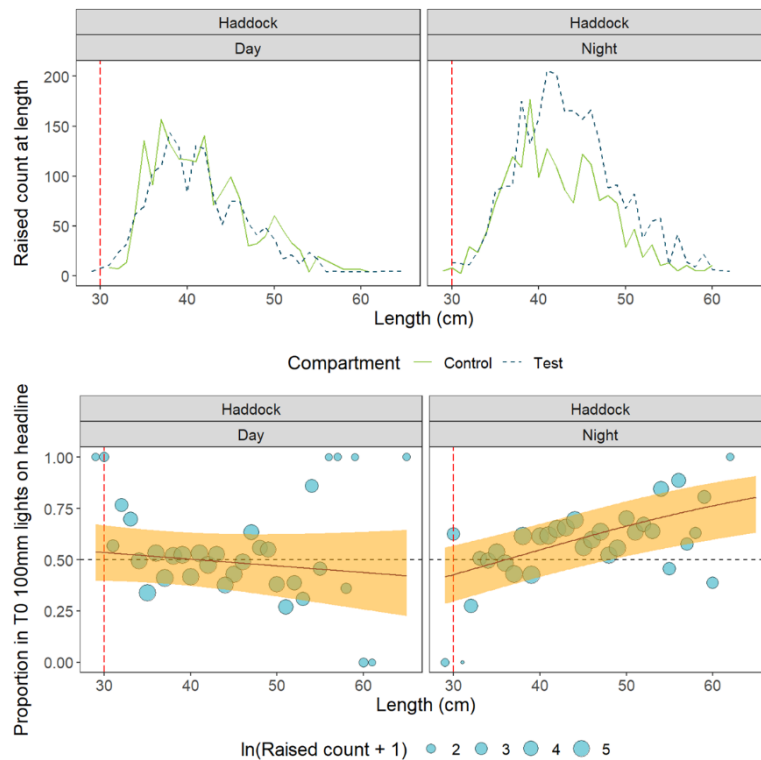 Haddock Haddock
Day Night
Raised count at length
200
150
100
50
0
30 40 50 60 30 40 50 60
Length (cm)
Compartment Control Test
Haddock Haddock
Day Night
Proportion in T0 100mm lights on headline
1.00
0.75
0.50
0.25
0.00
30 40 50 60 30 40 50 60
Length (cm)
ln(Raised count + 1) 2 3 4 5